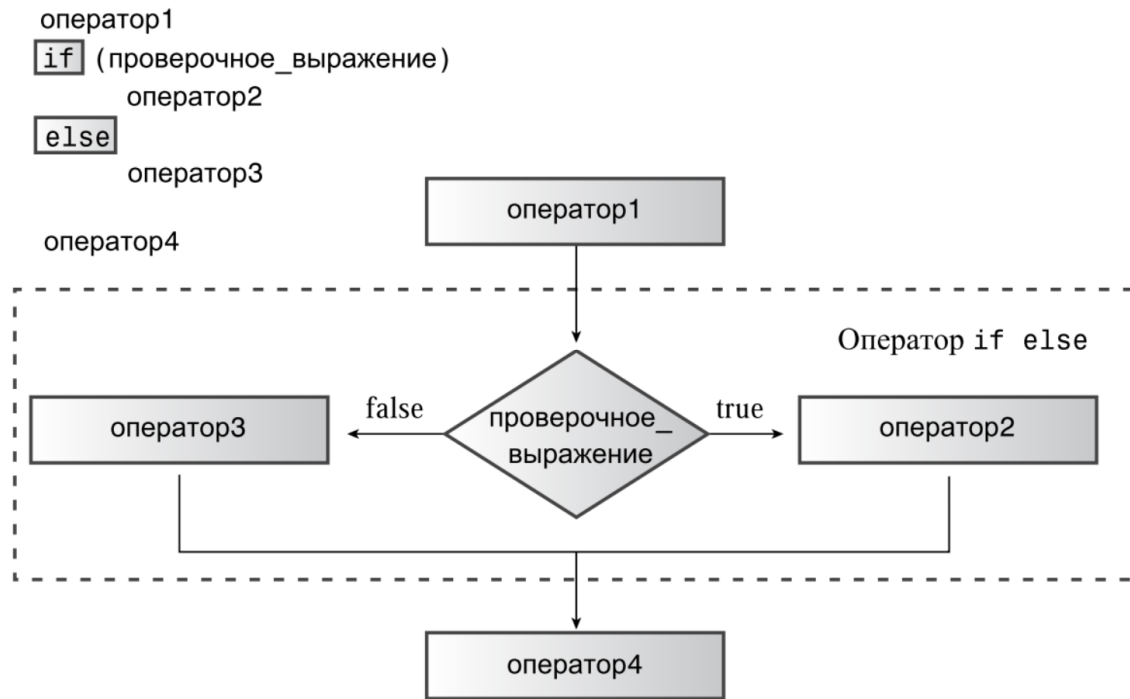 оператор1
if (проверочное_выражение)
оператор2
else
оператор3
оператор4
оператор1
Оператор if else
оператор3
false
проверочное_
выражение
true
оператор2
оператор4